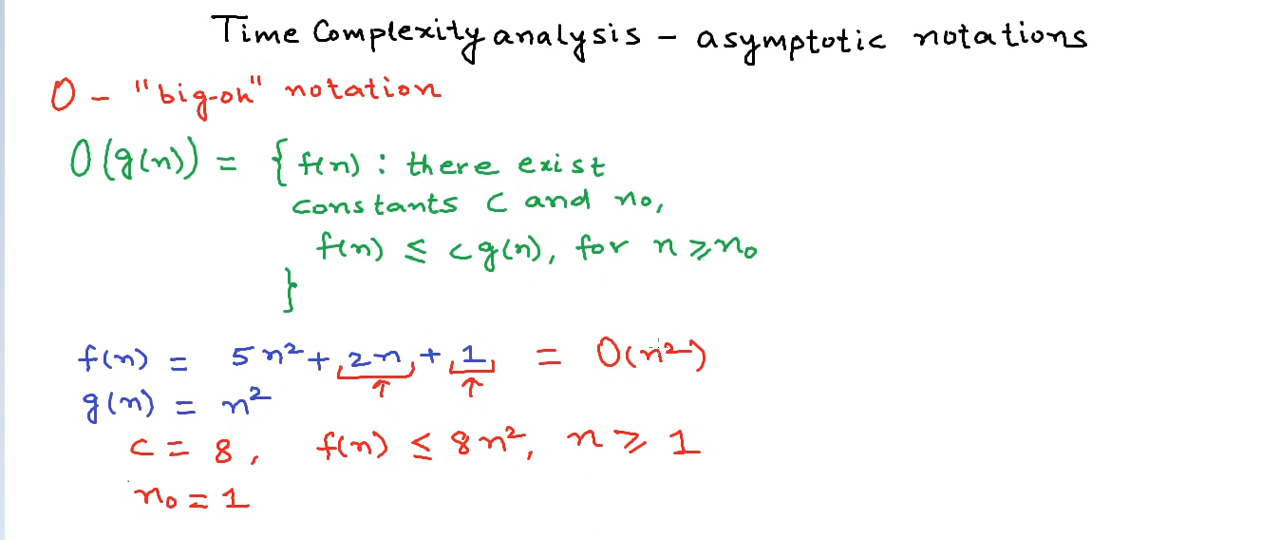 Time Complexity analysis - asymptotic notations
O - "big-oh" notation
O(g(n)) = { f(n) : there exist
constants c and n₀,
f(n) ≤ c g(n), for n ≥ n₀
}
f(n) = 5n² + 2n + 1 = O(n²)
g(n) = n²
c = 8, f(n) ≤ 8n², n ≥ 1
n₀ = 1